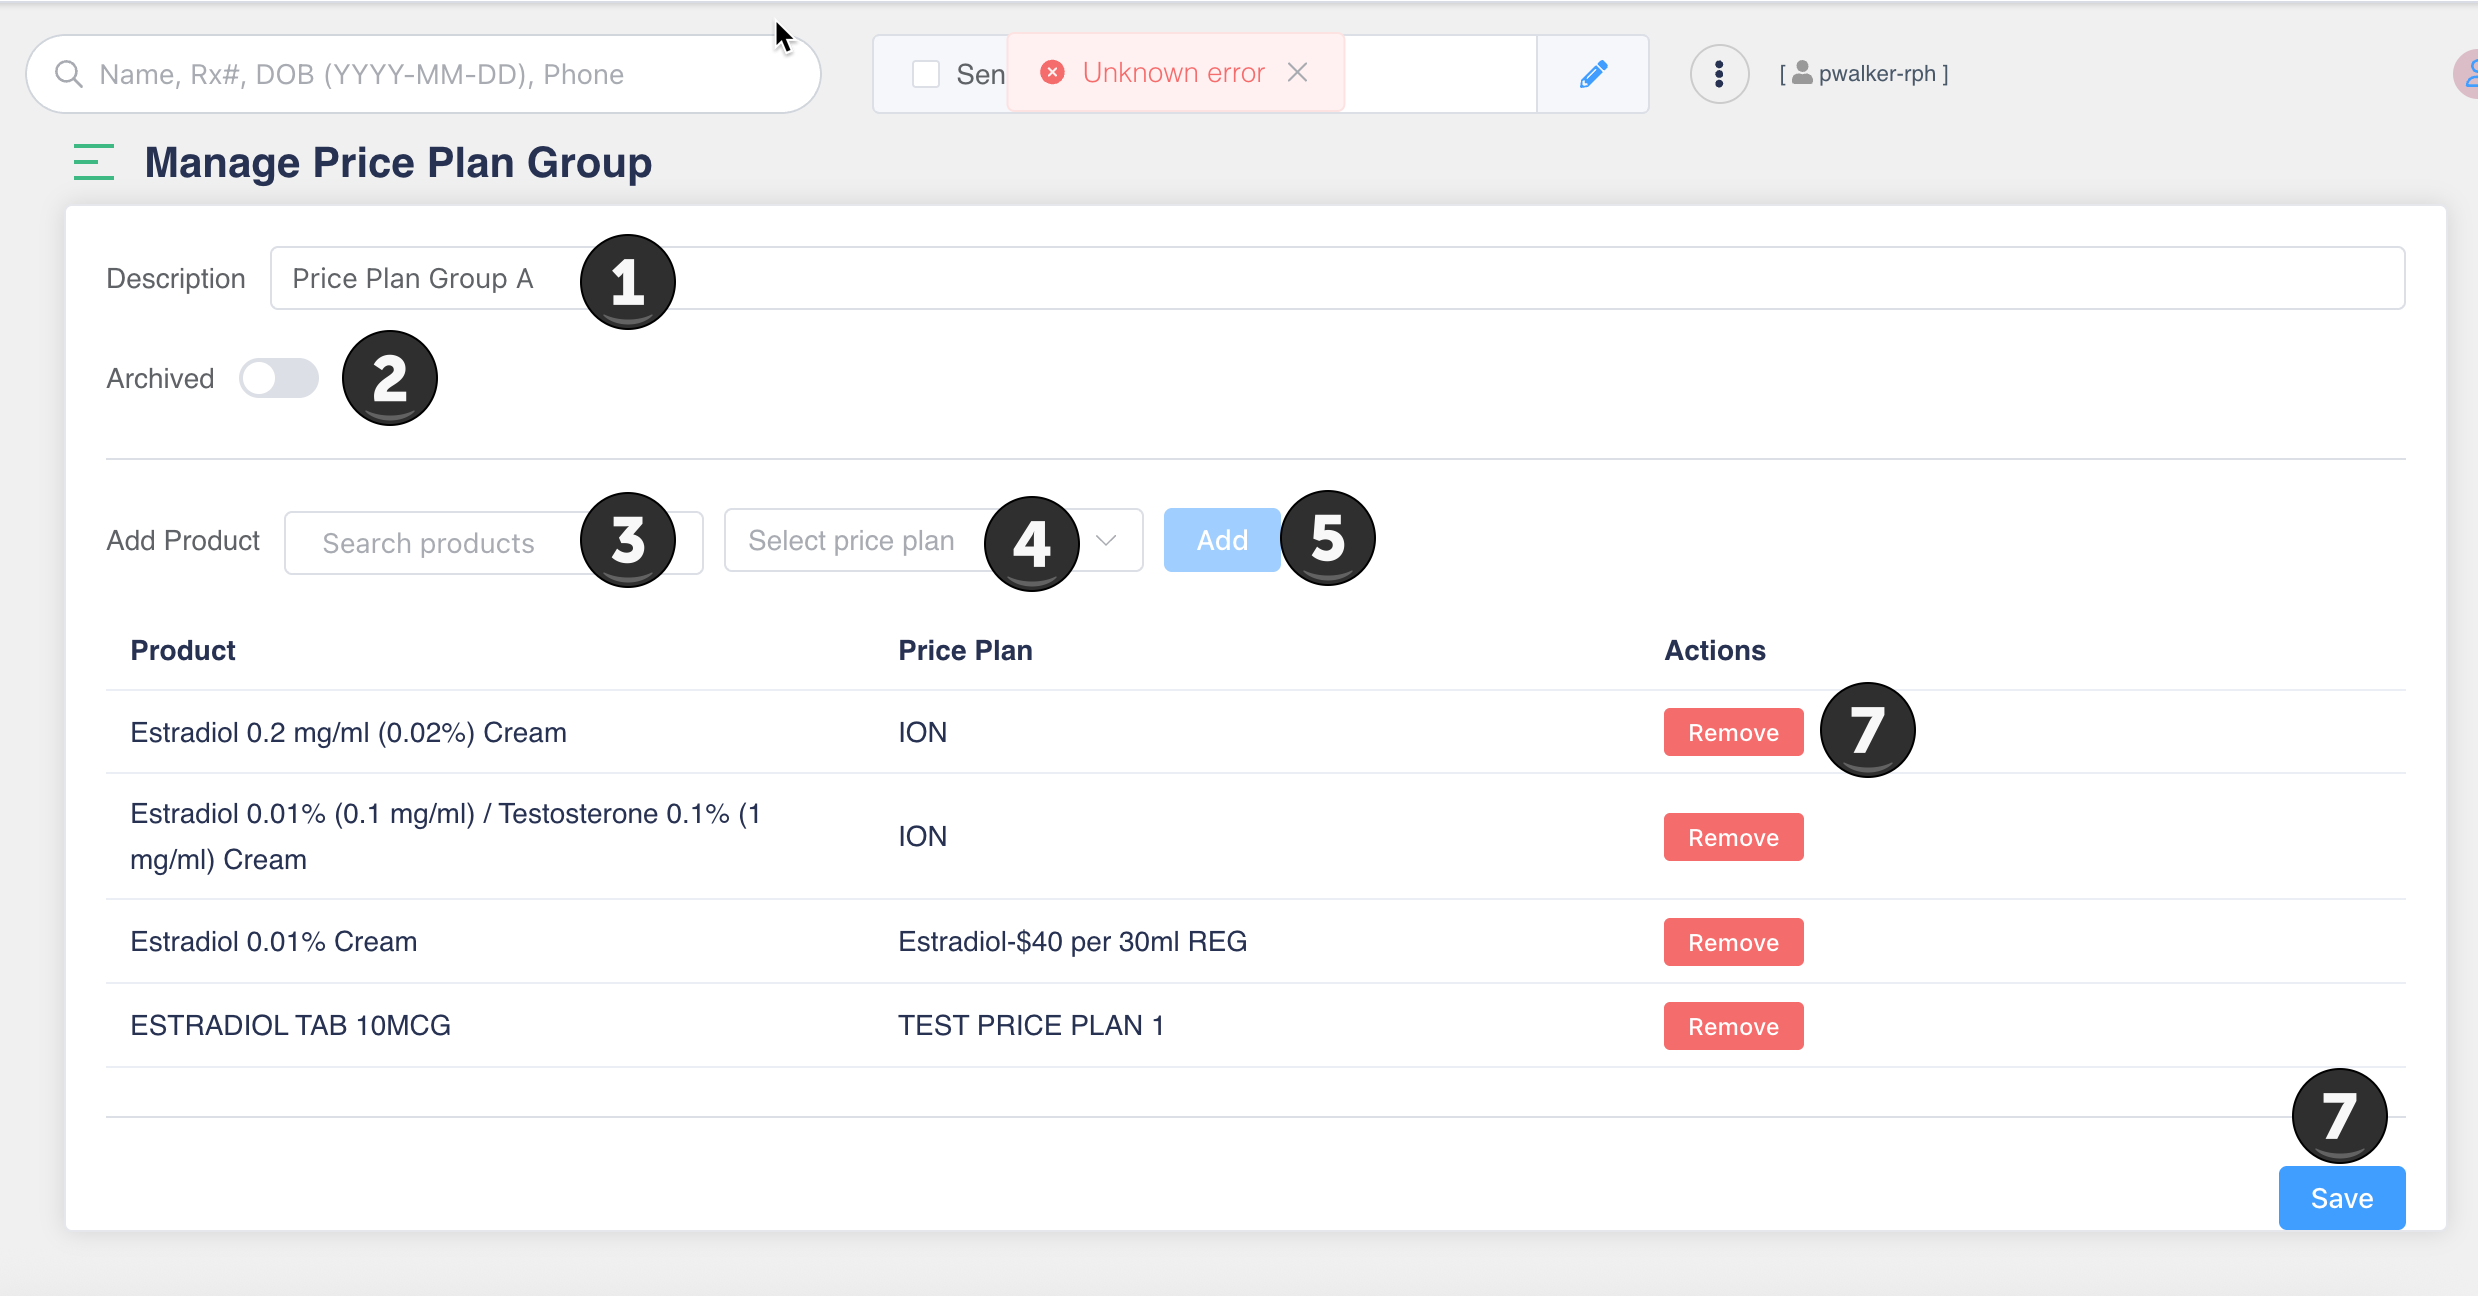 Name, Rx#, DOB (YYYY-MM-DD), Phone
Sen
Unknown error
[ pwalker-rph ]
Manage Price Plan Group
Description
Price Plan Group A
1
Archived
2
Add Product
Search products
3
Select price plan
4
Add
5
Product
Price Plan
Actions
Estradiol 0.2 mg/ml (0.02%) Cream
ION
Remove
7
Estradiol 0.01% (0.1 mg/ml) / Testosterone 0.1% (1
mg/ml) Cream
ION
Remove
Estradiol 0.01% Cream
Estradiol-$40 per 30ml REG
Remove
ESTRADIOL TAB 10MCG
TEST PRICE PLAN 1
Remove
7
Save